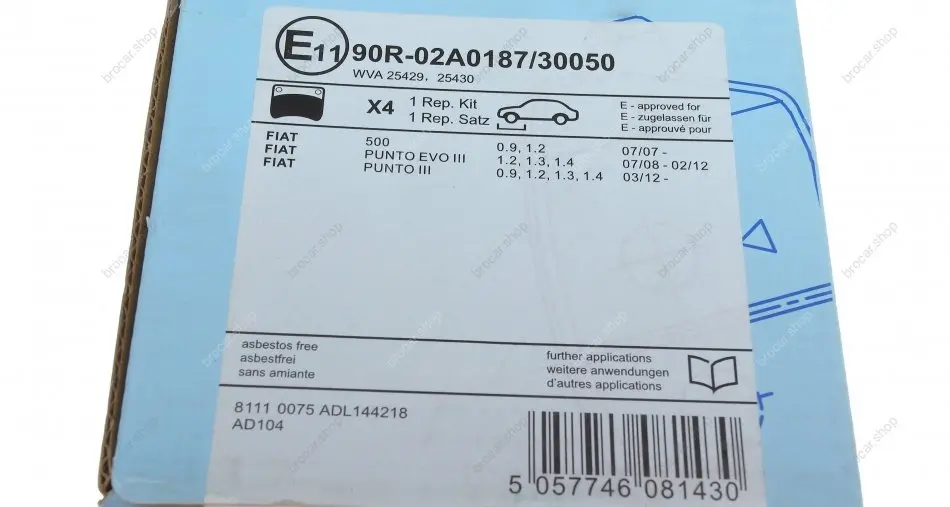 E11 90R-02A0187/30050
WVA 25429, 25430
X4
1 Rep. Kit
1 Rep. Satz
E - approved for
E - zugelassen für
E - approuvé pour
FIAT 500 0.9, 1.2 07/07 -
FIAT PUNTO EVO III 1.2, 1.3, 1.4 07/08 - 02/12
FIAT PUNTO III 0.9, 1.2, 1.3, 1.4 03/12 -
asbestos free
asbestfrei
sans amiante
further applications
weitere anwendungen
d'autres applications
8111 0075 ADL144218
AD104
5 057746 081430
brocar.shop